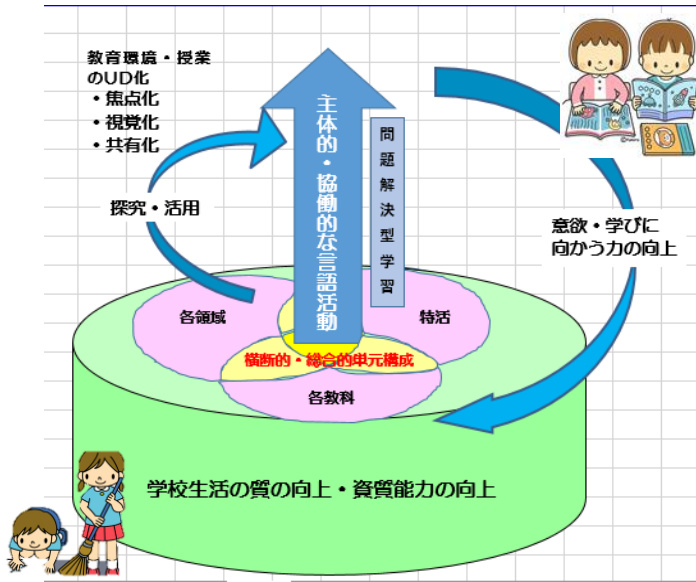 教育環境・授業
のUD化
・焦点化
・視覚化
・共有化
主体的・協働的な言語活動
問題解決型学習
探究・活用
意欲・学びに
向かう力の向上
各領域
特活
横断的・総合的単元構成
各教科
学校生活の質の向上・資質能力の向上